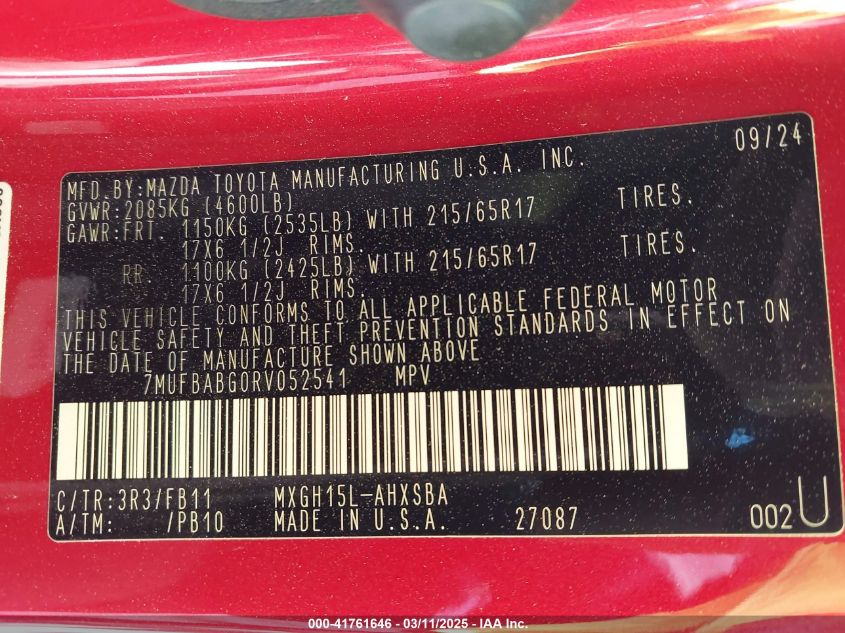 09/24
MFD.BY:MAZDA TOYOTA MANUFACTURING U.S.A. INC.
GVWR:2085KG (4600LB)
GAWR:FRT. 1150KG (2535LB) WITH 215/65R17 TIRES.
17X6 1/2J RIMS.
RR. 1100KG (2425LB) WITH 215/65R17 TIRES.
17X6 1/2J RIMS.
THIS VEHICLE CONFORMS TO ALL APPLICABLE FEDERAL MOTOR
VEHICLE SAFETY AND THEFT PREVENTION STANDARDS IN EFFECT ON
THE DATE OF MANUFACTURE SHOWN ABOVE
7MUFBABG0RV052541 MPV
C/TR:3R3/FB11 MXGH15L-AHXSBA
A/TM: /PB10 MADE IN U.S.A. 27087 002U
000-41761646 - 03/11/2025 - IAA Inc.